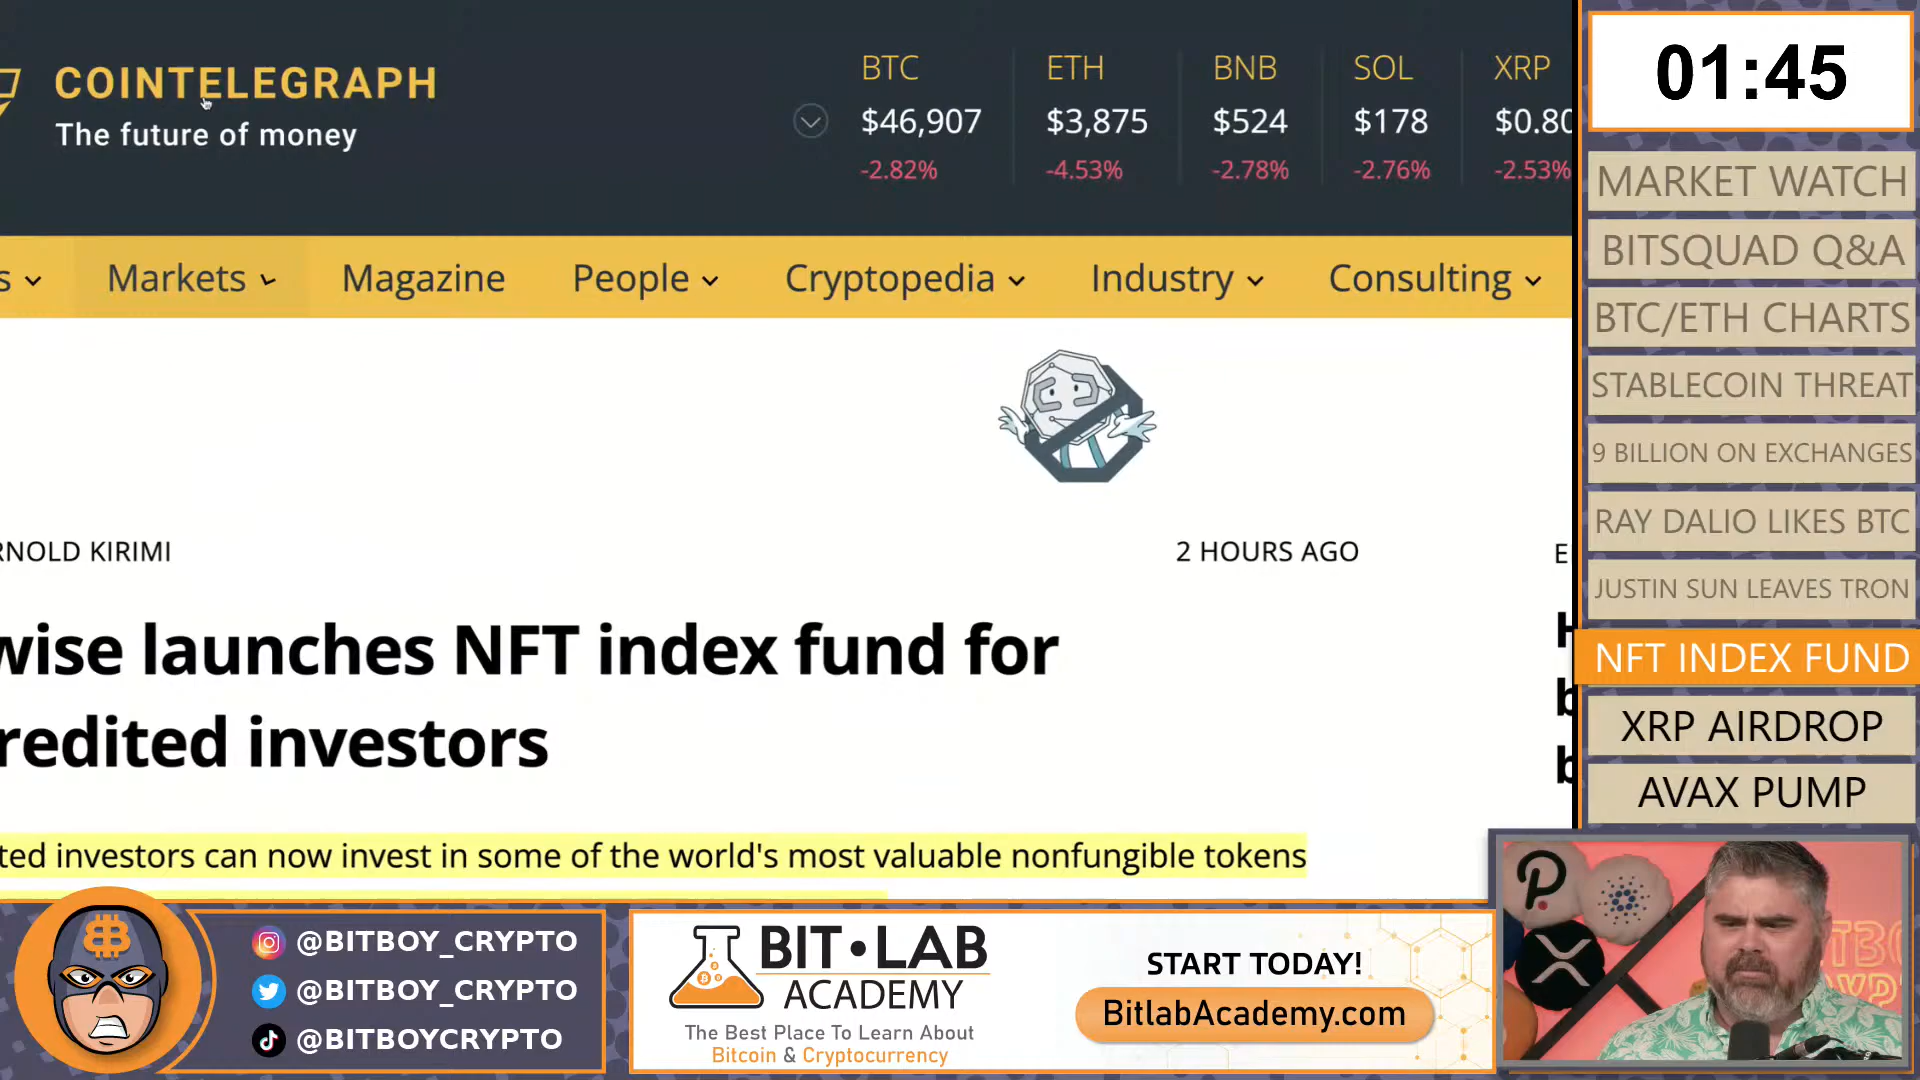 COINTELEGRAPH
The future of money
BTC ETH BNB SOL XRP
$46,907 $3,875 $524 $178 $0.80
-2.82% -4.53% -2.78% -2.76% -2.53%
s Markets Magazine People Cryptopedia Industry Consulting
RNOLD KIRIMI
2 HOURS AGO
E
wise launches NFT index fund for
redited investors
H
b
b
ted investors can now invest in some of the world's most valuable nonfungible tokens
01:45
MARKET WATCH
BITSQUAD Q&A
BTC/ETH CHARTS
STABLECOIN THREAT
9 BILLION ON EXCHANGES
RAY DALIO LIKES BTC
JUSTIN SUN LEAVES TRON
NFT INDEX FUND
XRP AIRDROP
AVAX PUMP
@BITBOY_CRYPTO
@BITBOY_CRYPTO
@BITBOYCRYPTO
BIT•LAB
ACADEMY
The Best Place To Learn About
Bitcoin & Cryptocurrency
START TODAY!
BitlabAcademy.com